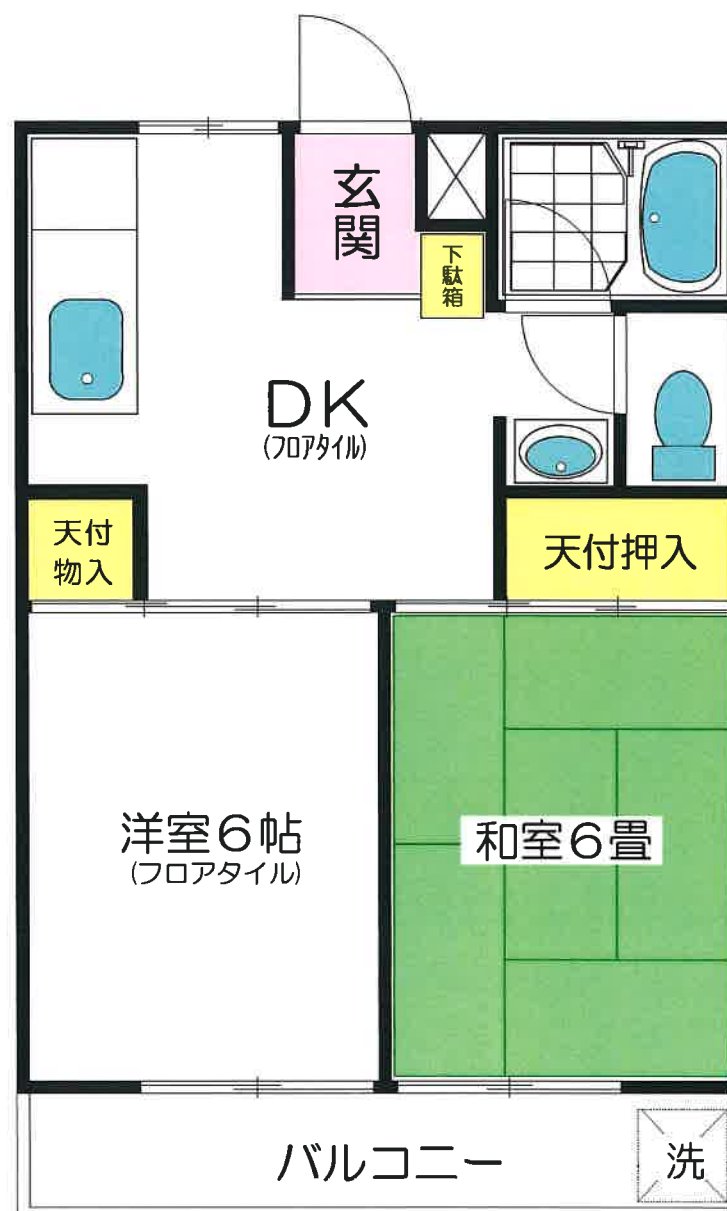 玄
関
下
駄
箱
DK
(フロアタイル)
天付
物入
天付押入
洋室6帖
(フロアタイル)
和室6畳
バルコニー
洗